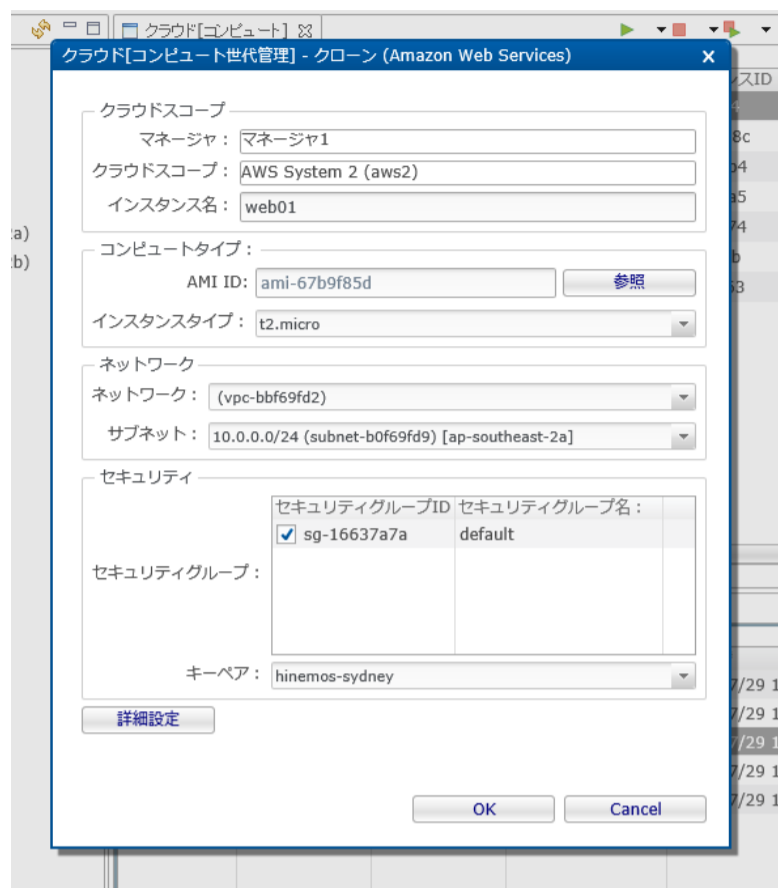 クラウド[コンピュート]
クラウド[コンピュート世代管理] - クローン (Amazon Web Services)
クラウドスコープ
マネージャ： マネージャ1
クラウドスコープ： AWS System 2 (aws2)
インスタンス名： web01
コンピュートタイプ：
AMI ID: ami-67b9f85d 参照
インスタンスタイプ： t2.micro
ネットワーク
ネットワーク： (vpc-bbf69fd2)
サブネット： 10.0.0.0/24 (subnet-b0f69fd9) [ap-southeast-2a]
セキュリティ
セキュリティグループID セキュリティグループ名：
sg-16637a7a default
セキュリティグループ：
キーペア： hinemos-sydney
詳細設定
OK Cancel
:a)
:b)
スID
4
8c
b4
a5
74
b
53
7/29 1
7/29 1
7/29 1
7/29 1
7/29 1